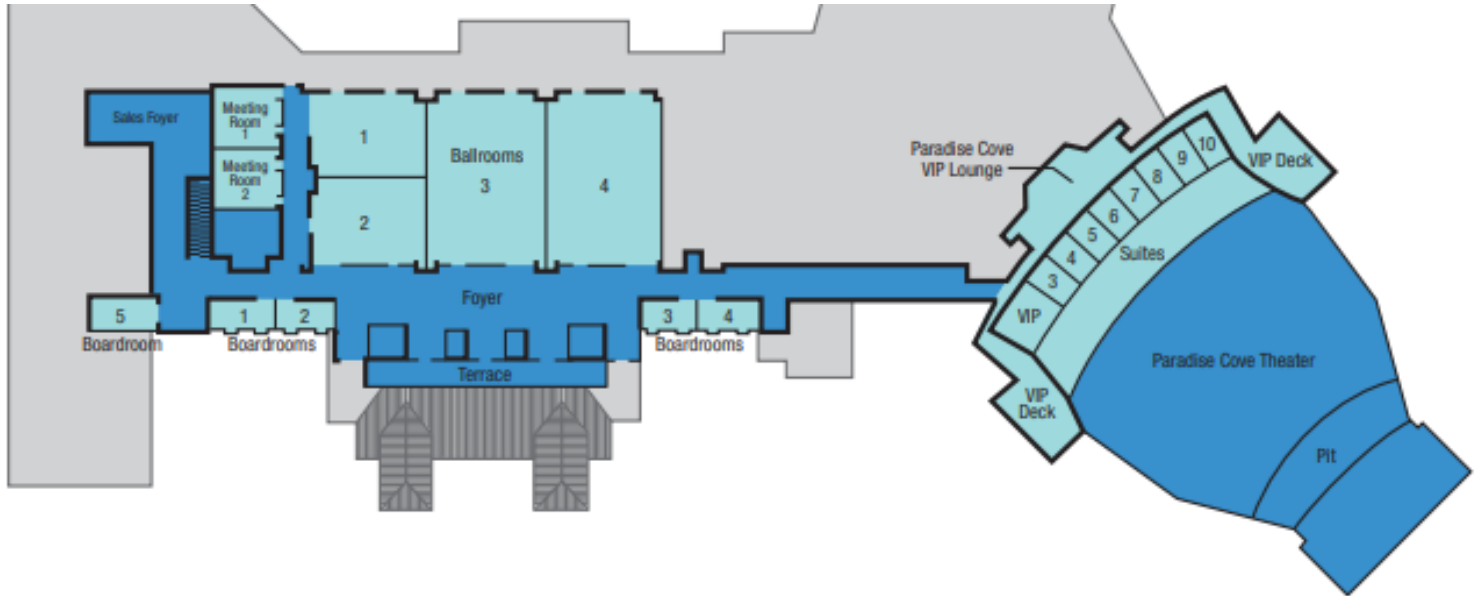 Sales Foyer
Meeting
Room
1
Meeting
Room
2
1
2
Ballrooms
3
4
Foyer
5
Boardroom
1
2
Boardrooms
3
4
Boardrooms
Terrace
Paradise Cove
VIP Lounge
10
9
8
7
6
5
4
3
VIP
Suites
VIP Deck
VIP
Deck
Paradise Cove Theater
Pit